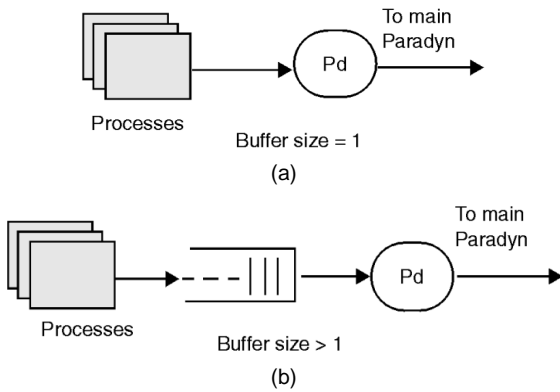 To main
Paradyn
Pd
Processes
Buffer size = 1
(a)
To main
Paradyn
Pd
Processes
Buffer size > 1
(b)